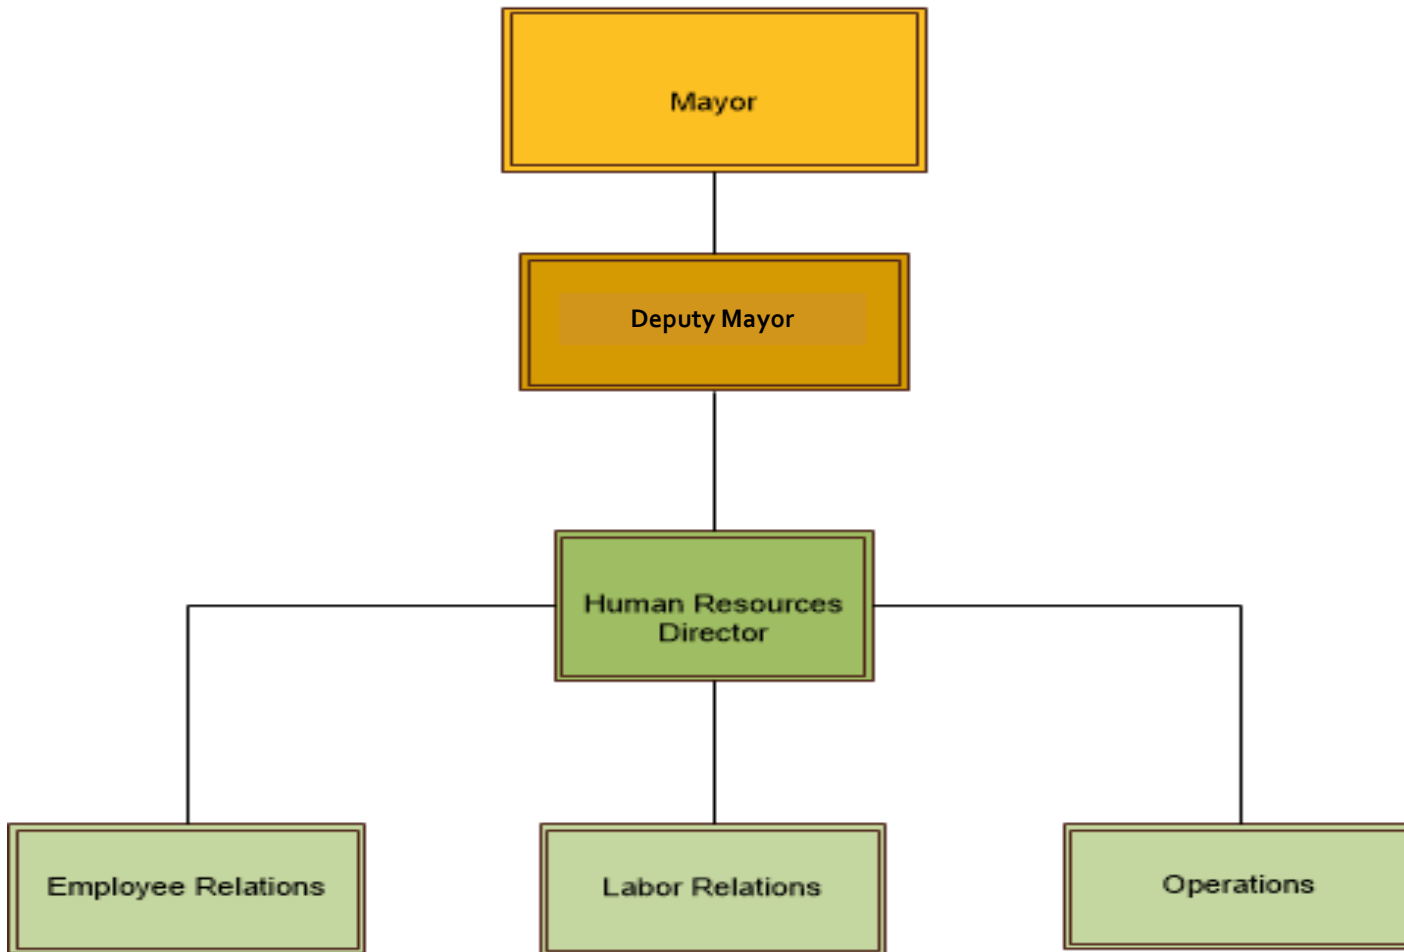 Mayor
Deputy Mayor
Human Resources
Director
Employee Relations
Labor Relations
Operations